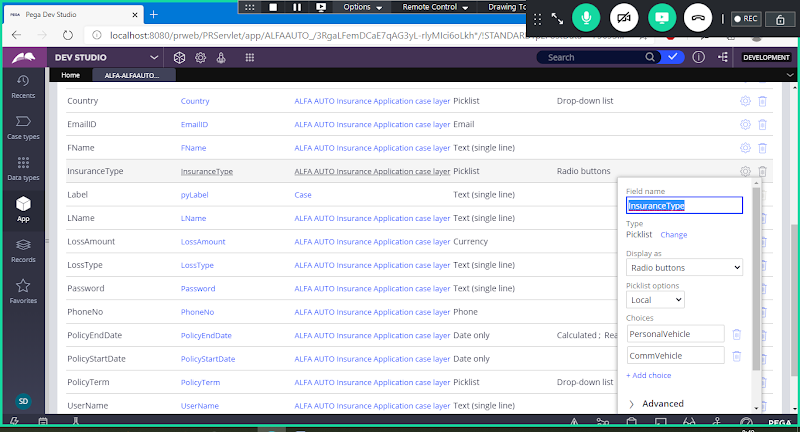 PEGA Pega Dev Studio
Options
Remote Control
Drawing To
REC
localhost:8080/prweb/PRServlet/app/ALFAAUTO_/3RgaLFemDCaE7qAG3yL-rlyMIci6oLkh*/!STANDARD
DEV STUDIO
Search
DEVELOPMENT
Home
ALFA-ALFAAUTO...
Recents
Case types
Data types
App
Records
Favorites
SD
Country Country ALFA AUTO Insurance Application case layer Picklist Drop-down list
EmailID EmailID ALFA AUTO Insurance Application case layer Email
FName FName ALFA AUTO Insurance Application case layer Text (single line)
InsuranceType InsuranceType ALFA AUTO Insurance Application case layer Picklist Radio buttons
Label pyLabel Case Text (single line)
LName LName ALFA AUTO Insurance Application case layer Text (single line)
LossAmount LossAmount ALFA AUTO Insurance Application case layer Currency
LossType LossType ALFA AUTO Insurance Application case layer Text (single line)
Password Password ALFA AUTO Insurance Application case layer Text (single line)
PhoneNo PhoneNo ALFA AUTO Insurance Application case layer Phone
PolicyEndDate PolicyEndDate ALFA AUTO Insurance Application case layer Date only Calculated; Rea
PolicyStartDate PolicyStartDate ALFA AUTO Insurance Application case layer Date only
PolicyTerm PolicyTerm ALFA AUTO Insurance Application case layer Picklist Drop-down list
UserName UserName ALFA AUTO Insurance Application case layer Text (single line)
Field name
InsuranceType
Type
Picklist Change
Display as
Radio buttons
Picklist options
Local
Choices
PersonalVehicle
CommVehicle
+ Add choice
Advanced
PEGA